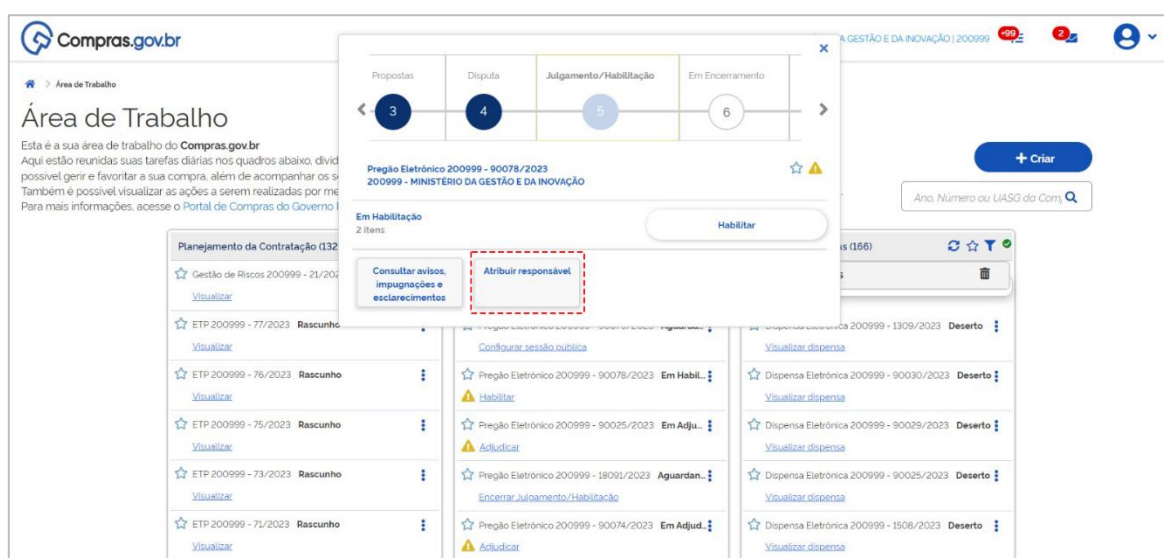 Compras.gov.br
A GESTÃO E DA INOVAÇÃO | 200999
+99
2
Área de Trabalho
Área de Trabalho
Esta é a sua área de trabalho do Compras.gov.br
Aqui estão reunidas suas tarefas diárias nos quadros abaixo, divid
possivel gerir e favoritar a sua compra, além de acompanhar os s
Também é possivel visualizar as ações a serem realizadas por me
Para mais informações, acesse o Portal de Compras do Governo
+ Criar
Ano, Número ou UASG da Com
Propostas
Disputa
Julgamento/Habilitação
Em Encerramento
3
4
5
6
Pregão Eletrônico 200999 - 90078/2023
200999 - MINISTÉRIO DA GESTÃO E DA INOVAÇÃO
Em Habilitação
2 Itens
Habilitar
Consultar avisos,
impugnações e
esclarecimentos
Atribuir responsável
Planejamento da Contratação (132
Gestão de Riscos 200999 - 21/202
Visualizar
ETP 200999 - 77/2023 Rascunho
Visualizar
ETP 200999 - 76/2023 Rascunho
Visualizar
ETP 200999 - 75/2023 Rascunho
Visualizar
ETP 200999 - 73/2023 Rascunho
Visualizar
ETP 200999 - 71/2023 Rascunho
Visualizar
Configurar sessão pública
Pregão Eletrônico 200999 - 90078/2023 Em Habil...
Habilitar
Pregão Eletrônico 200999 - 90025/2023 Em Adju...
Adjudicar
Pregão Eletrônico 200999 - 18091/2023 Aguardan...
Encerrar Julgamento/Habilitação
Pregão Eletrônico 200999 - 90074/2023 Em Adjud...
Adjudicar
(166)
Dispensa Eletrônica 200999 - 1309/2023 Deserto
Visualizar dispensa
Dispensa Eletrônica 200999 - 90030/2023 Deserto
Visualizar dispensa
Dispensa Eletrônica 200999 - 90029/2023 Deserto
Visualizar dispensa
Dispensa Eletrônica 200999 - 90025/2023 Deserto
Visualizar dispensa
Dispensa Eletrônica 200999 - 1508/2023 Deserto
Visualizar dispensa